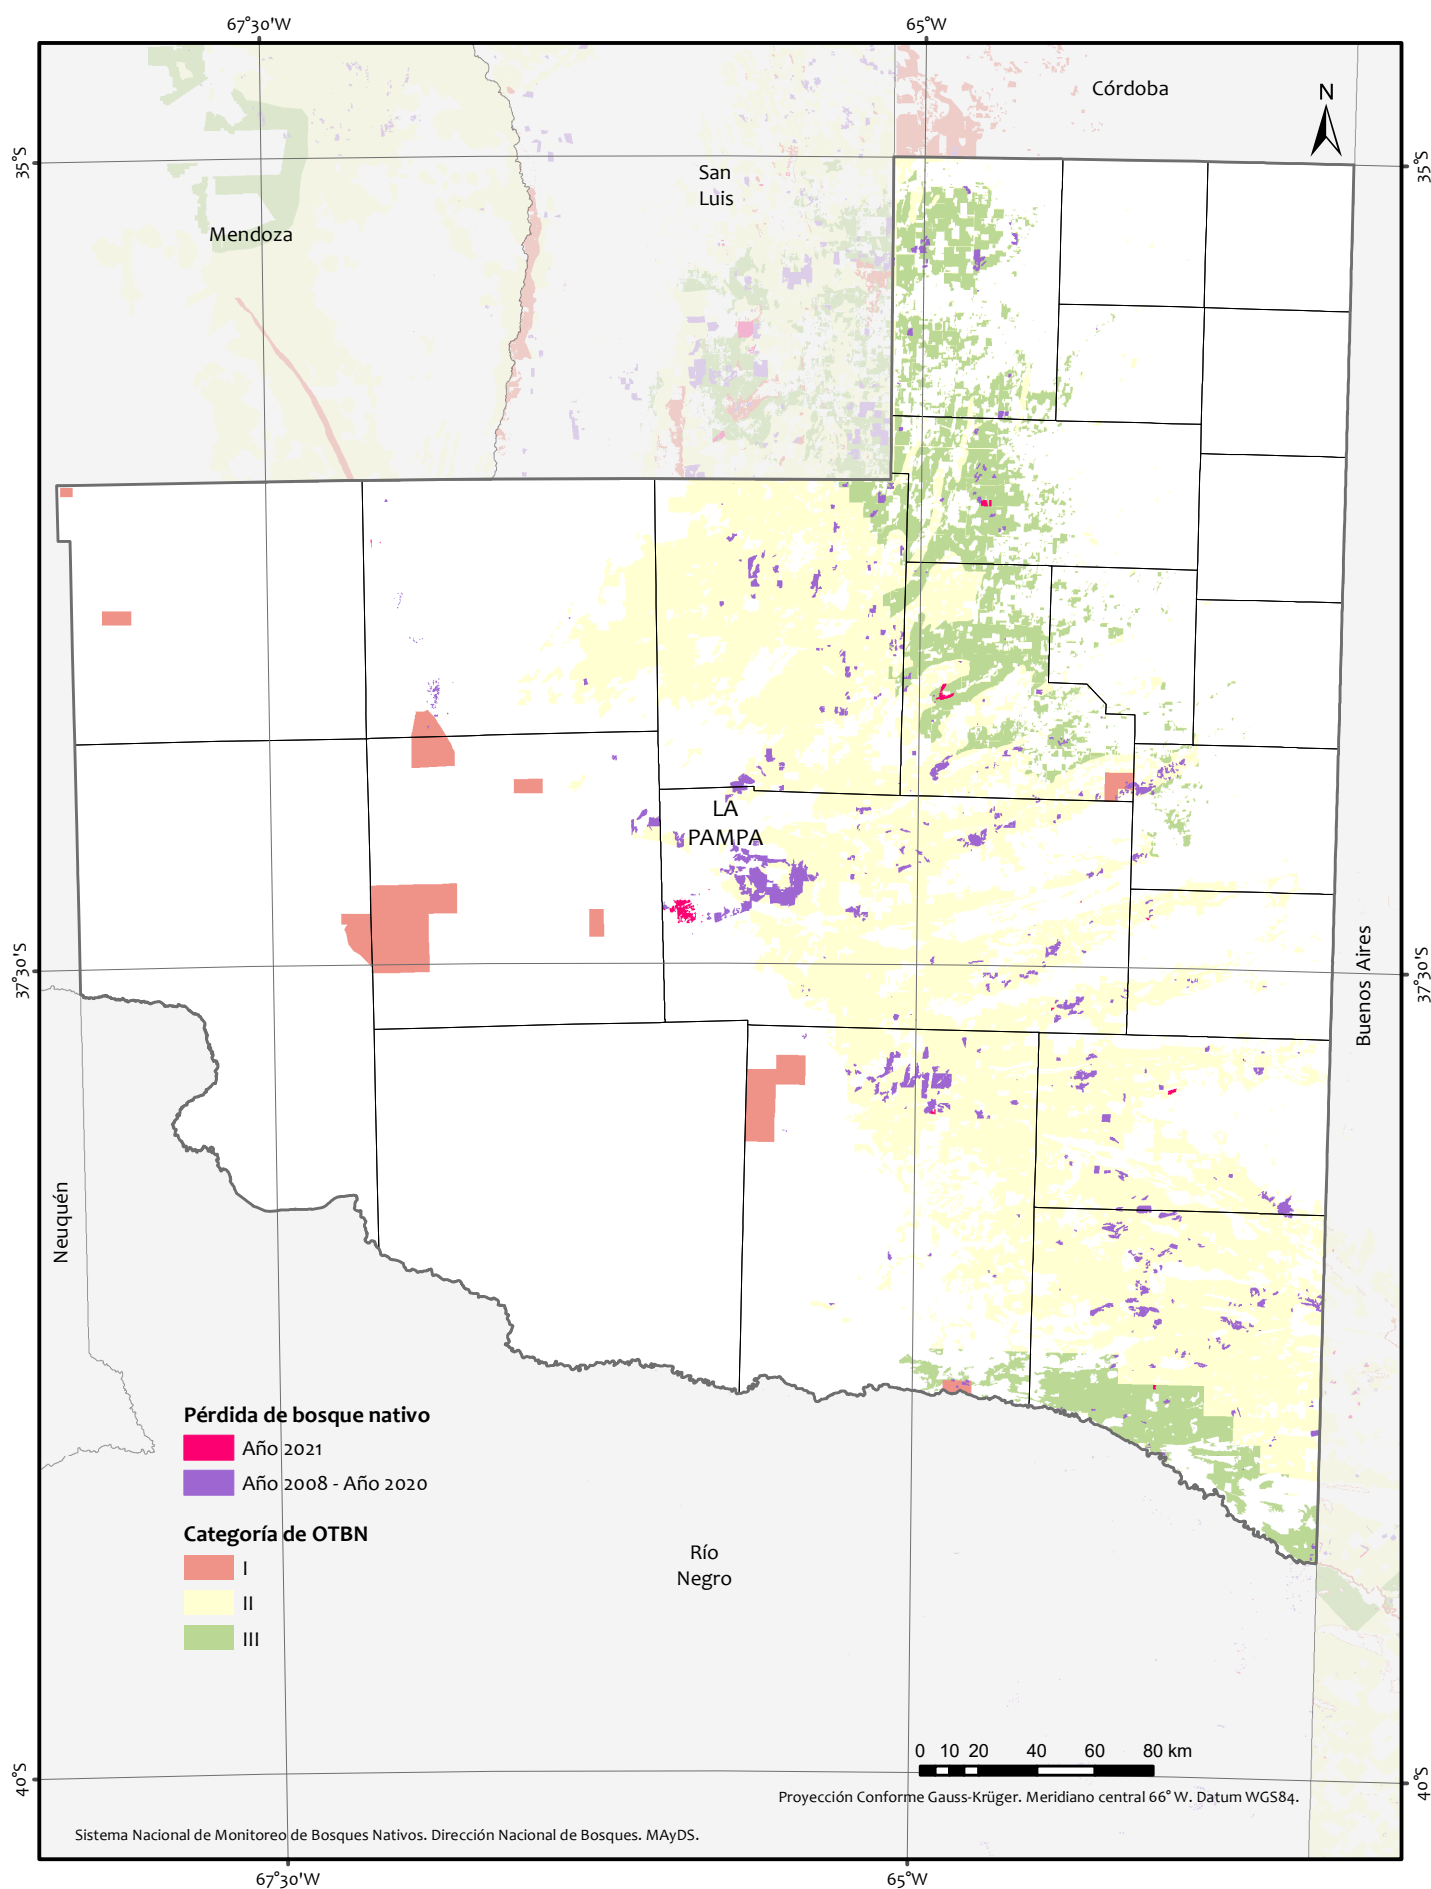 67°30'W
65°W
Córdoba
N
35°S
35°S
San
Luis
Mendoza
LA
PAMPA
37°30'S
37°30'S
Buenos Aires
Neuquén
Pérdida de bosque nativo
Año 2021
Año 2008 - Año 2020
Categoría de OTBN
I
II
III
Río
Negro
0 10 20 40 60 80 km
40°S
40°S
Proyección Conforme Gauss-Krüger. Meridiano central 66° W. Datum WGS84.
Sistema Nacional de Monitoreo de Bosques Nativos. Dirección Nacional de Bosques. MAyDS.
67°30'W
65°W